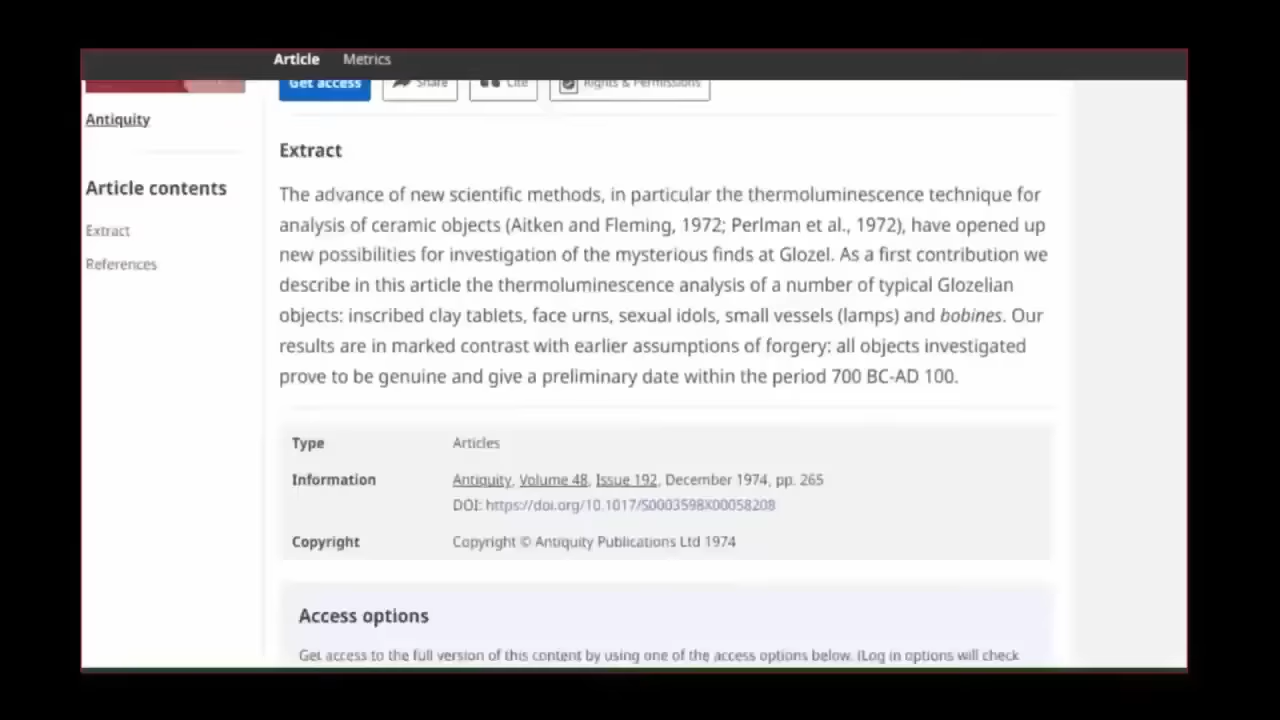 Article Metrics
Get access Share Cite Rights & Permissions
Antiquity
Article contents
Extract
References
Extract
The advance of new scientific methods, in particular the thermoluminescence technique for
analysis of ceramic objects (Aitken and Fleming, 1972; Perlman et al., 1972), have opened up
new possibilities for investigation of the mysterious finds at Glozel. As a first contribution we
describe in this article the thermoluminescence analysis of a number of typical Glozelian
objects: inscribed clay tablets, face urns, sexual idols, small vessels (lamps) and bobines. Our
results are in marked contrast with earlier assumptions of forgery: all objects investigated
prove to be genuine and give a preliminary date within the period 700 BC-AD 100.
Type Articles
Information Antiquity, Volume 48, Issue 192, December 1974, pp. 265
DOI: https://doi.org/10.1017/S0003598X00058208
Copyright Copyright © Antiquity Publications Ltd 1974
Access options
Get access to the full version of this content by using one of the access options below. (Log in options will check